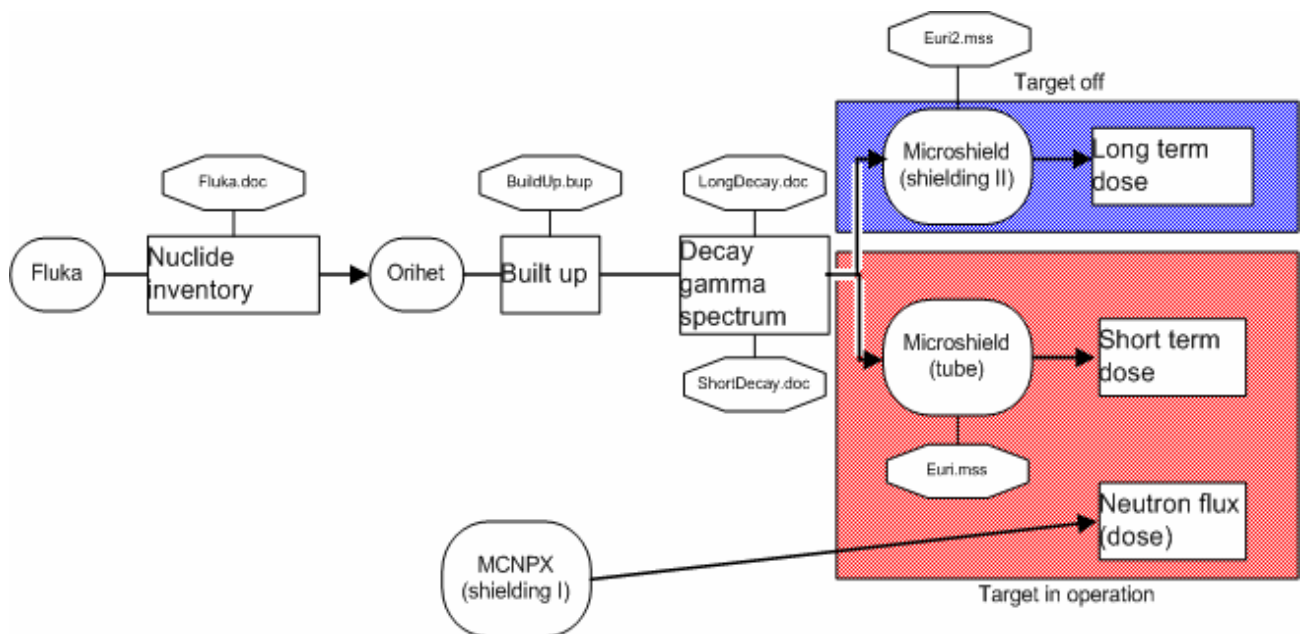 Euri2.mss
Target off
Microshield
(shielding II)
Long term
dose
Fluka.doc
BuildUp.bup
LongDecay.doc
Fluka
Nuclide
inventory
Orihet
Built up
Decay
gamma
spectrum
ShortDecay.doc
Microshield
(tube)
Short term
dose
Euri.mss
Neutron flux
(dose)
MCNPX
(shielding I)
Target in operation